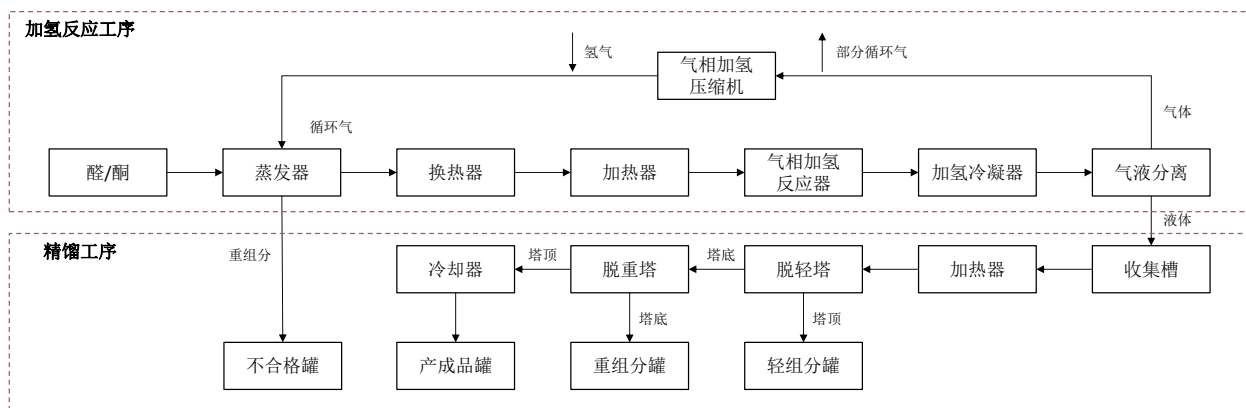 加氢反应工序
氢气
气相加氢
压缩机
部分循环气
气体
循环气
醛/酮
蒸发器
换热器
加热器
气相加氢
反应器
加氢冷凝器
气液分离
液体
精馏工序
重组分
冷却器
塔顶
脱重塔
塔底
脱轻塔
加热器
收集槽
塔底
塔顶
不合格罐
产成品罐
重组分罐
轻组分罐